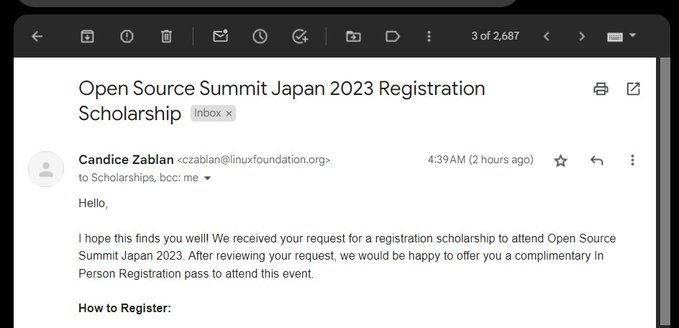 3 of 2,687
Open Source Summit Japan 2023 Registration
Scholarship Inbox ×
Candice Zablan <czablan@linuxfoundation.org> 4:39 AM (2 hours ago)
to Scholarships, bcc: me
Hello,
I hope this finds you well! We received your request for a registration scholarship to attend Open Source
Summit Japan 2023. After reviewing your request, we would be happy to offer you a complimentary In
Person Registration pass to attend this event.
How to Register: